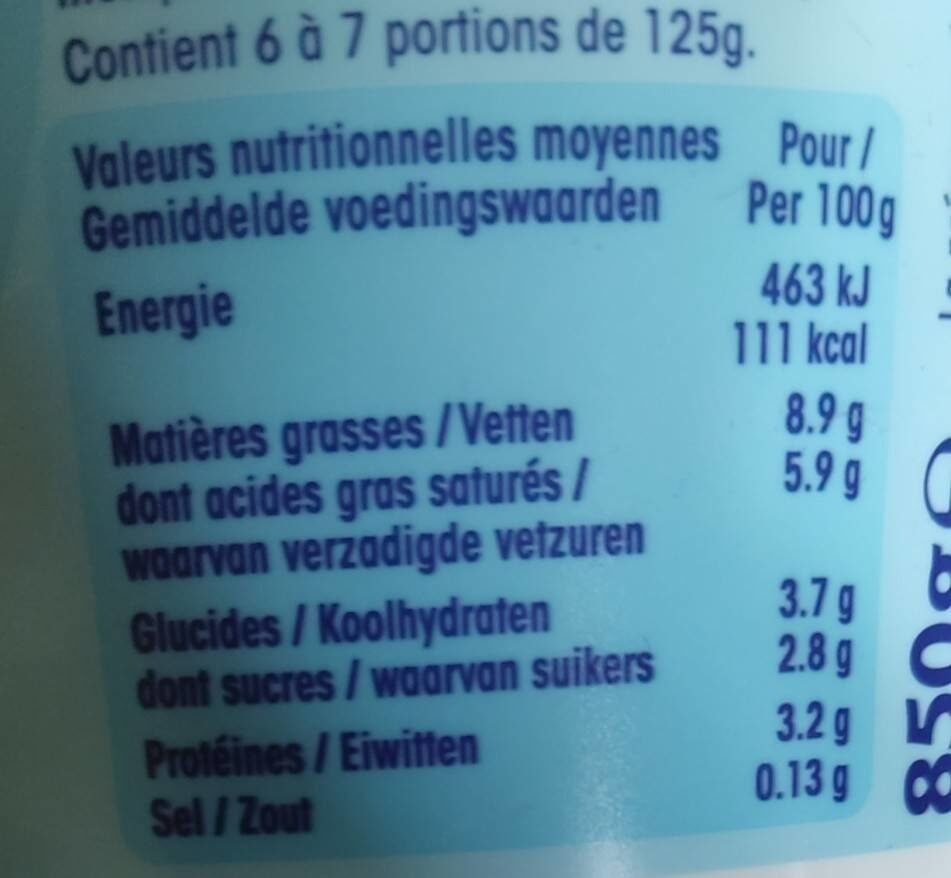 Contient 6 à 7 portions de 125g.
Valeurs nutritionnelles moyennes Pour /
Gemiddelde voedingswaarden Per 100g
Energie 463 kJ
111 kcal
Matières grasses / Vetten 8.9 g
dont acides gras saturés / 5.9 g
waarvan verzadigde vetzuren
Glucides / Koolhydraten 3.7 g
dont sucres / waarvan suikers 2.8 g
Protéines / Eiwitten 3.2 g
Sel / Zout 0.13 g
850g